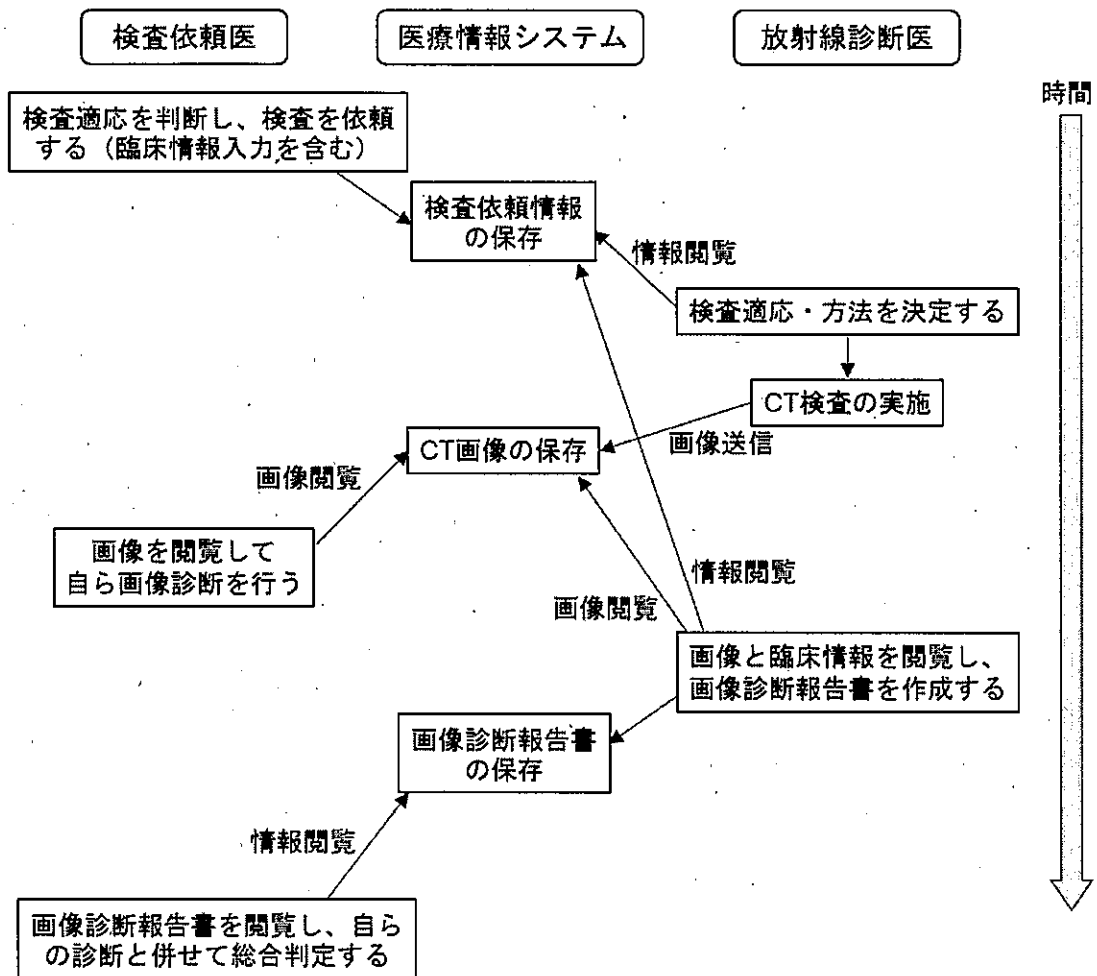 検査依頼医
医療情報システム
放射線診断医
時間
検査適応を判断し、検査を依頼
する（臨床情報入力を含む）
検査依頼情報
の保存
情報閲覧
検査適応・方法を決定する
CT検査の実施
画像送信
CT画像の保存
画像閲覧
画像を閲覧して
自ら画像診断を行う
情報閲覧
画像閲覧
画像と臨床情報を閲覧し、
画像診断報告書を作成する
画像診断報告書
の保存
情報閲覧
画像診断報告書を閲覧し、自ら
の診断と併せて総合判定する